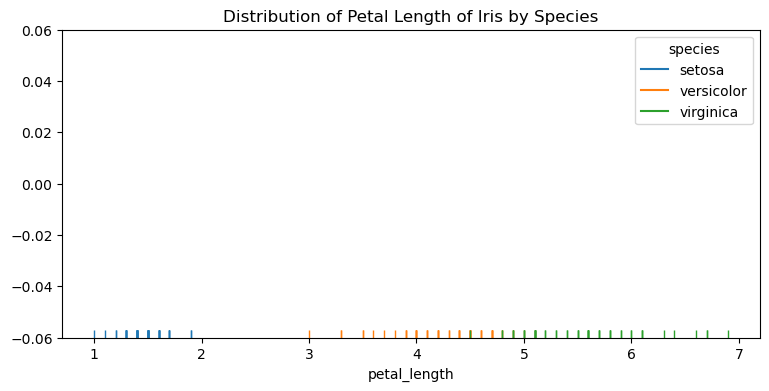 Distribution of Petal Length of Iris by Species
0.06
0.04
0.02
0.00
−0.02
−0.04
−0.06
species
setosa
versicolor
virginica
1 2 3 4 5 6 7
petal_length